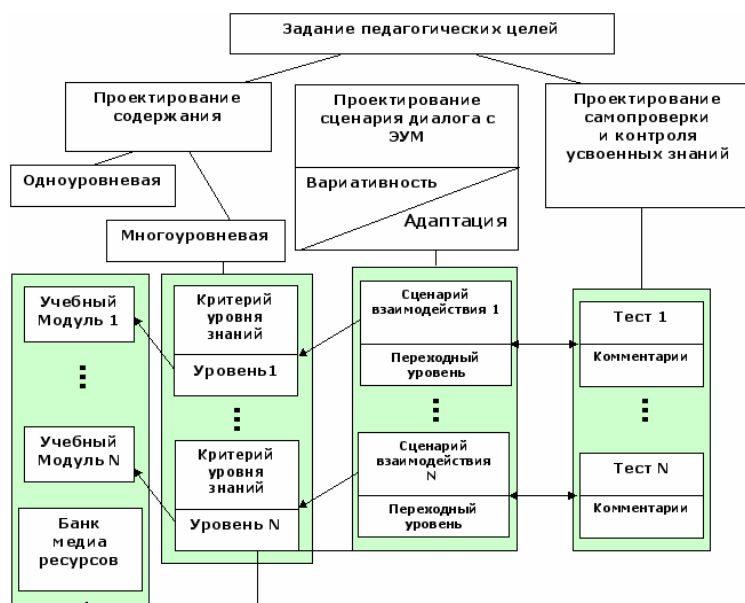 Задание педагогических целей
Проектирование
содержания
Проектирование
сценария диалога с
ЭУМ
Проектирование
самопроверки
и контроля
усвоенных знаний
Одноуровневая
Вариативность
Адаптация
Многоуровневая
Учебный
Модуль 1
Критерий
уровня
знаний
Уровень1
Сценарий
взаимодействия 1
Переходный
уровень
Тест 1
Комментарии
Учебный
Модуль N
Критерий
уровня
знаний
Уровень N
Сценарий
взаимодействия
N
Переходный
уровень
Тест N
Комментарии
Банк
медиа
ресурсов